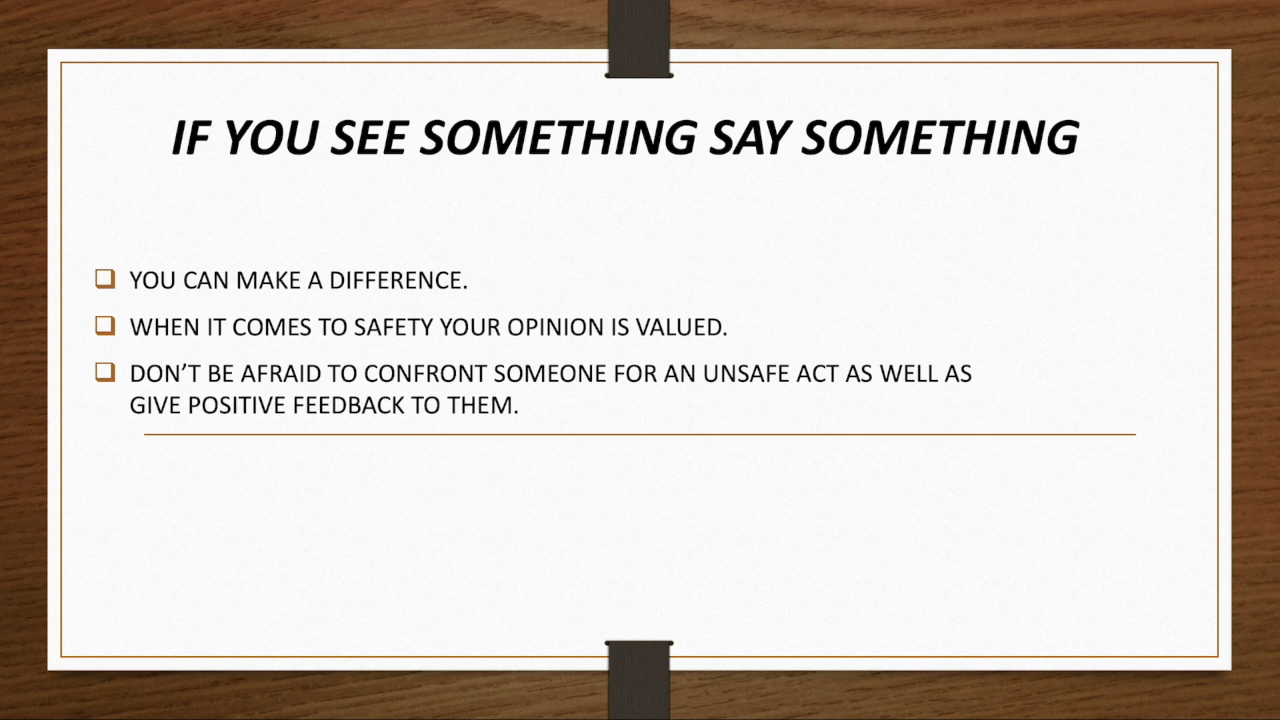 IF YOU SEE SOMETHING SAY SOMETHING
YOU CAN MAKE A DIFFERENCE.
WHEN IT COMES TO SAFETY YOUR OPINION IS VALUED.
DON’T BE AFRAID TO CONFRONT SOMEONE FOR AN UNSAFE ACT AS WELL AS
GIVE POSITIVE FEEDBACK TO THEM.